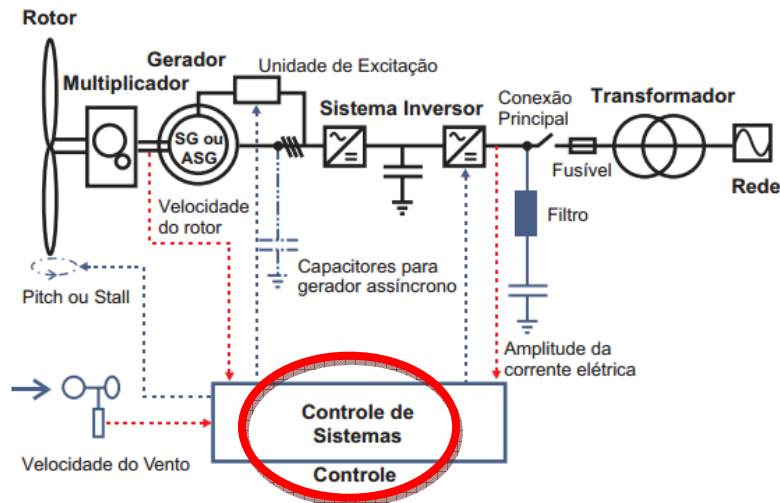 Rotor
Gerador
Unidade de Excitação
Multiplicador
Sistema Inversor
Conexão
Principal
Transformador
SG ou
ASG
Fusível
Rede
Velocidade
do rotor
Filtro
Capacitores para
gerador assíncrono
Pitch ou Stall
Amplitude da
corrente elétrica
Controle de
Sistemas
Velocidade do Vento
Controle